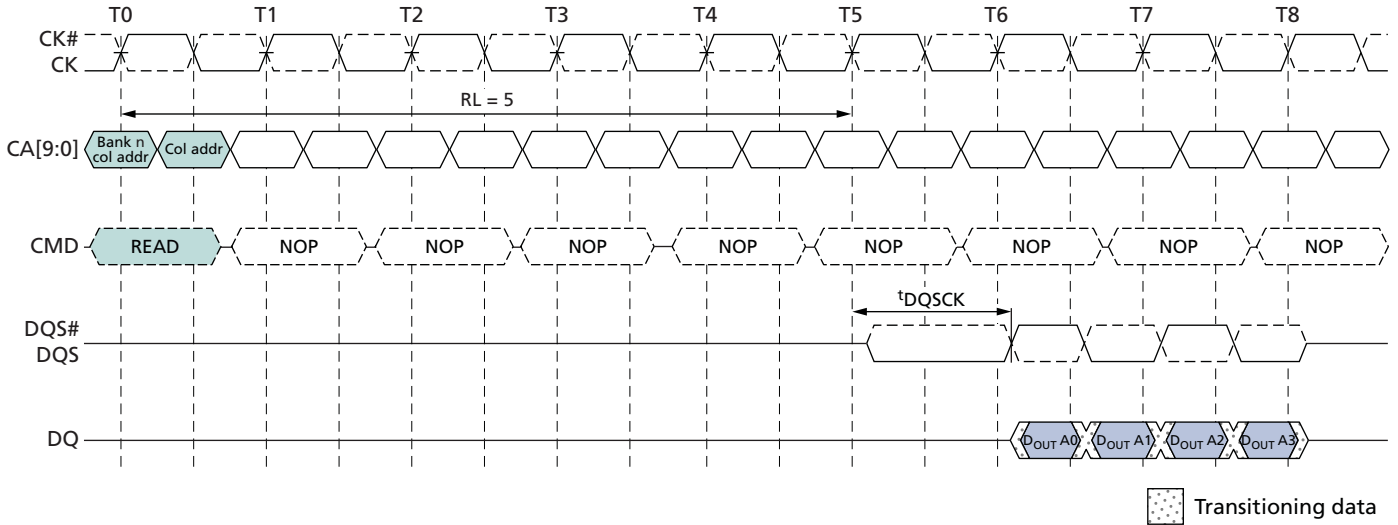 T0 T1 T2 T3 T4 T5 T6 T7 T8
CK#
CK
RL = 5
CA[9:0]
Bank n
col addr
Col addr
CMD
READ NOP NOP NOP NOP NOP NOP NOP NOP
tDQSCK
DQS#
DQS
DQ
DOUT A0 DOUT A1 DOUT A2 DOUT A3
Transitioning data